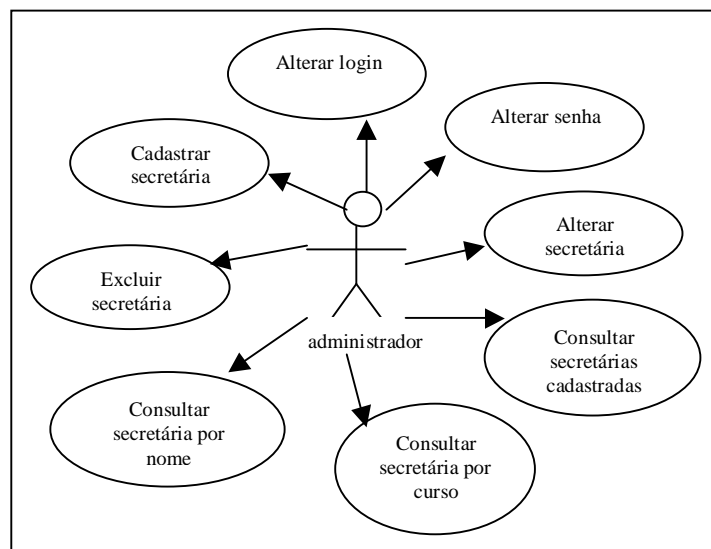 Alterar login
Alterar senha
Cadastrar
secretária
Alterar
secretária
Excluir
secretária
administrador
Consultar
secretárias
cadastradas
Consultar
secretária por
nome
Consultar
secretária por
curso